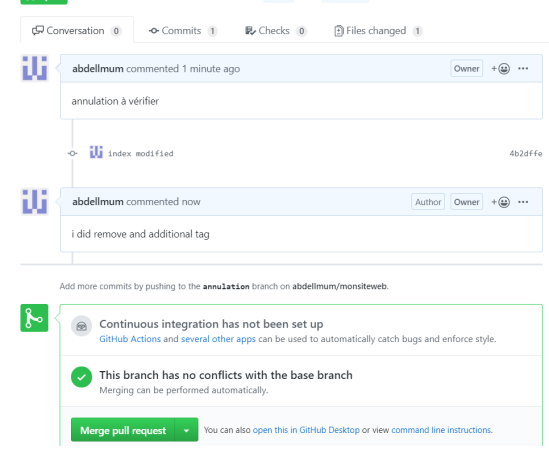 Conversation 0 Commits 1 Checks 0 Files changed 1
abdellmum commented 1 minute ago Owner
annulation à vérifier
index modified 4b2dffe
abdellmum commented now Author Owner
i did remove and additional tag
Add more commits by pushing to the annulation branch on abdellmum/monsiteweb.
Continuous integration has not been set up
GitHub Actions and several other apps can be used to automatically catch bugs and enforce style.
This branch has no conflicts with the base branch
Merging can be performed automatically.
Merge pull request You can also open this in GitHub Desktop or view command line instructions.